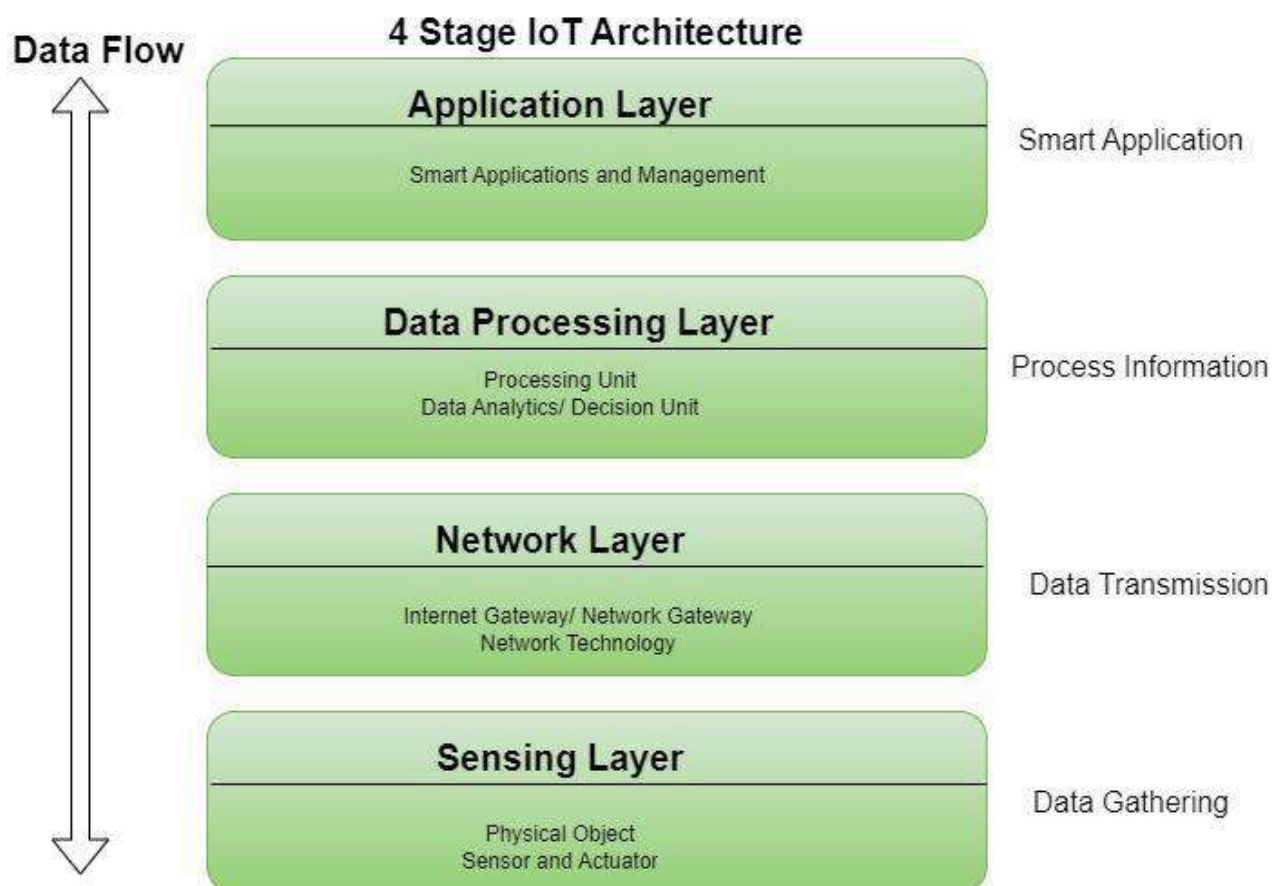 4 Stage IoT Architecture
Data Flow
Application Layer
Smart Applications and Management
Smart Application
Data Processing Layer
Processing Unit
Data Analytics/ Decision Unit
Process Information
Network Layer
Internet Gateway/ Network Gateway
Network Technology
Data Transmission
Sensing Layer
Physical Object
Sensor and Actuator
Data Gathering